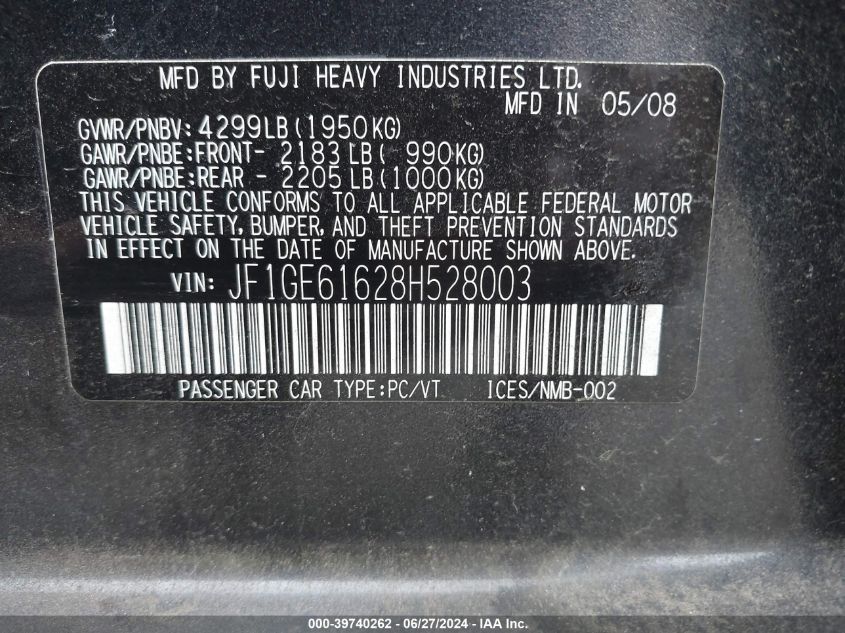 MFD BY FUJI HEAVY INDUSTRIES LTD.
MFD IN 05/08
GVWR/PNBV: 4299LB (1950KG)
GAWR/PNBE: FRONT- 2183 LB ( 990KG)
GAWR/PNBE: REAR - 2205 LB (1000KG)
THIS VEHICLE CONFORMS TO ALL APPLICABLE FEDERAL MOTOR
VEHICLE SAFETY, BUMPER, AND THEFT PREVENTION STANDARDS
IN EFFECT ON THE DATE OF MANUFACTURE SHOWN ABOVE.
VIN: JF1GE61628H528003
PASSENGER CAR TYPE:PC/VT ICES/NMB-002
000-39740262 - 06/27/2024 - IAA Inc.